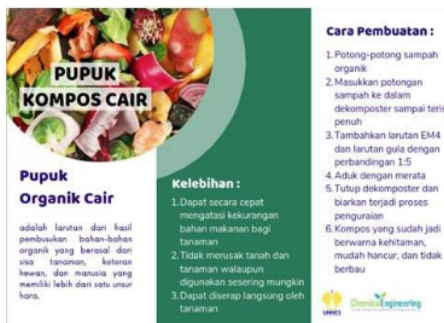 PUPUK
KOMPOS CAIR
Pupuk
Organik Cair
adalah larutan dari hasil
pembusukan bahan-bahan
organik yang berasal dari
sisa tanaman, kotoran
hewan, dan manusia yang
memiliki lebih dari satu unsur
hara.
Kelebihan :
1.Dapat secara cepat
mengatasi kekurangan
bahan makanan bagi
tanaman
2.Tidak merusak tanah dan
tanaman walaupun
digunakan sesering mungkin
3.Dapat diserap langsung oleh
tanaman
Cara Pembuatan :
1.Potong-potong sampah
organik
2.Masukkan potongan
sampah ke dalam
dekomposter sampai teris
penuh
3.Tambahkan larutan EM4
dan larutan gula dengan
perbandingan 1:5
4.Aduk dengan merata
5.Tutup dekomposter dan
biarkan terjadi proses
penguraian
6.Kompos yang sudah jadi
berwarna kehitaman,
mudah hancur, dan tidak
berbau
UNNES
Chemical Engineering